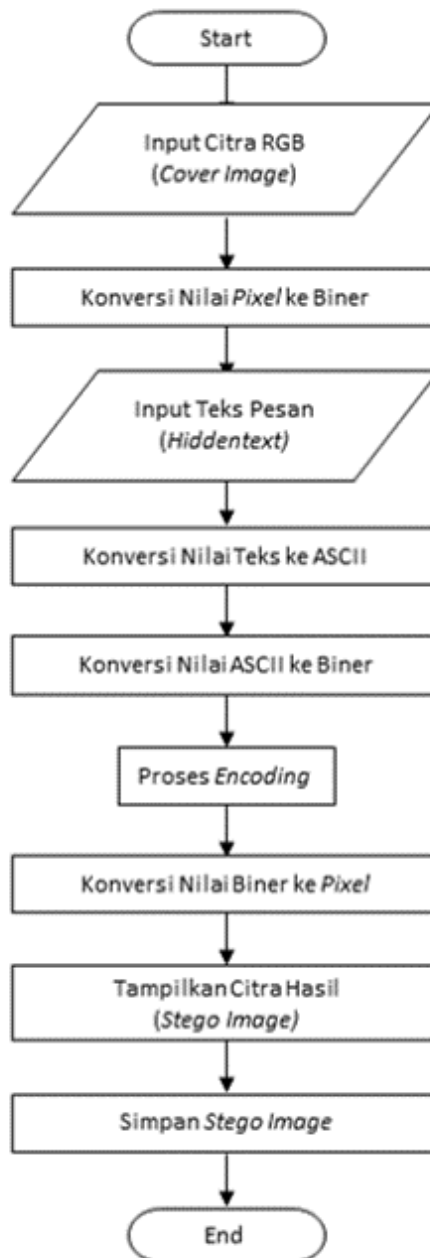 Start
Input Citra RGB
(Cover Image)
Konversi Nilai Pixel ke Biner
Input Teks Pesan
(Hiddentext)
Konversi Nilai Teks ke ASCII
Konversi Nilai ASCII ke Biner
Proses Encoding
Konversi Nilai Biner ke Pixel
Tampilkan Citra Hasil
(Stego Image)
Simpan Stego Image
End